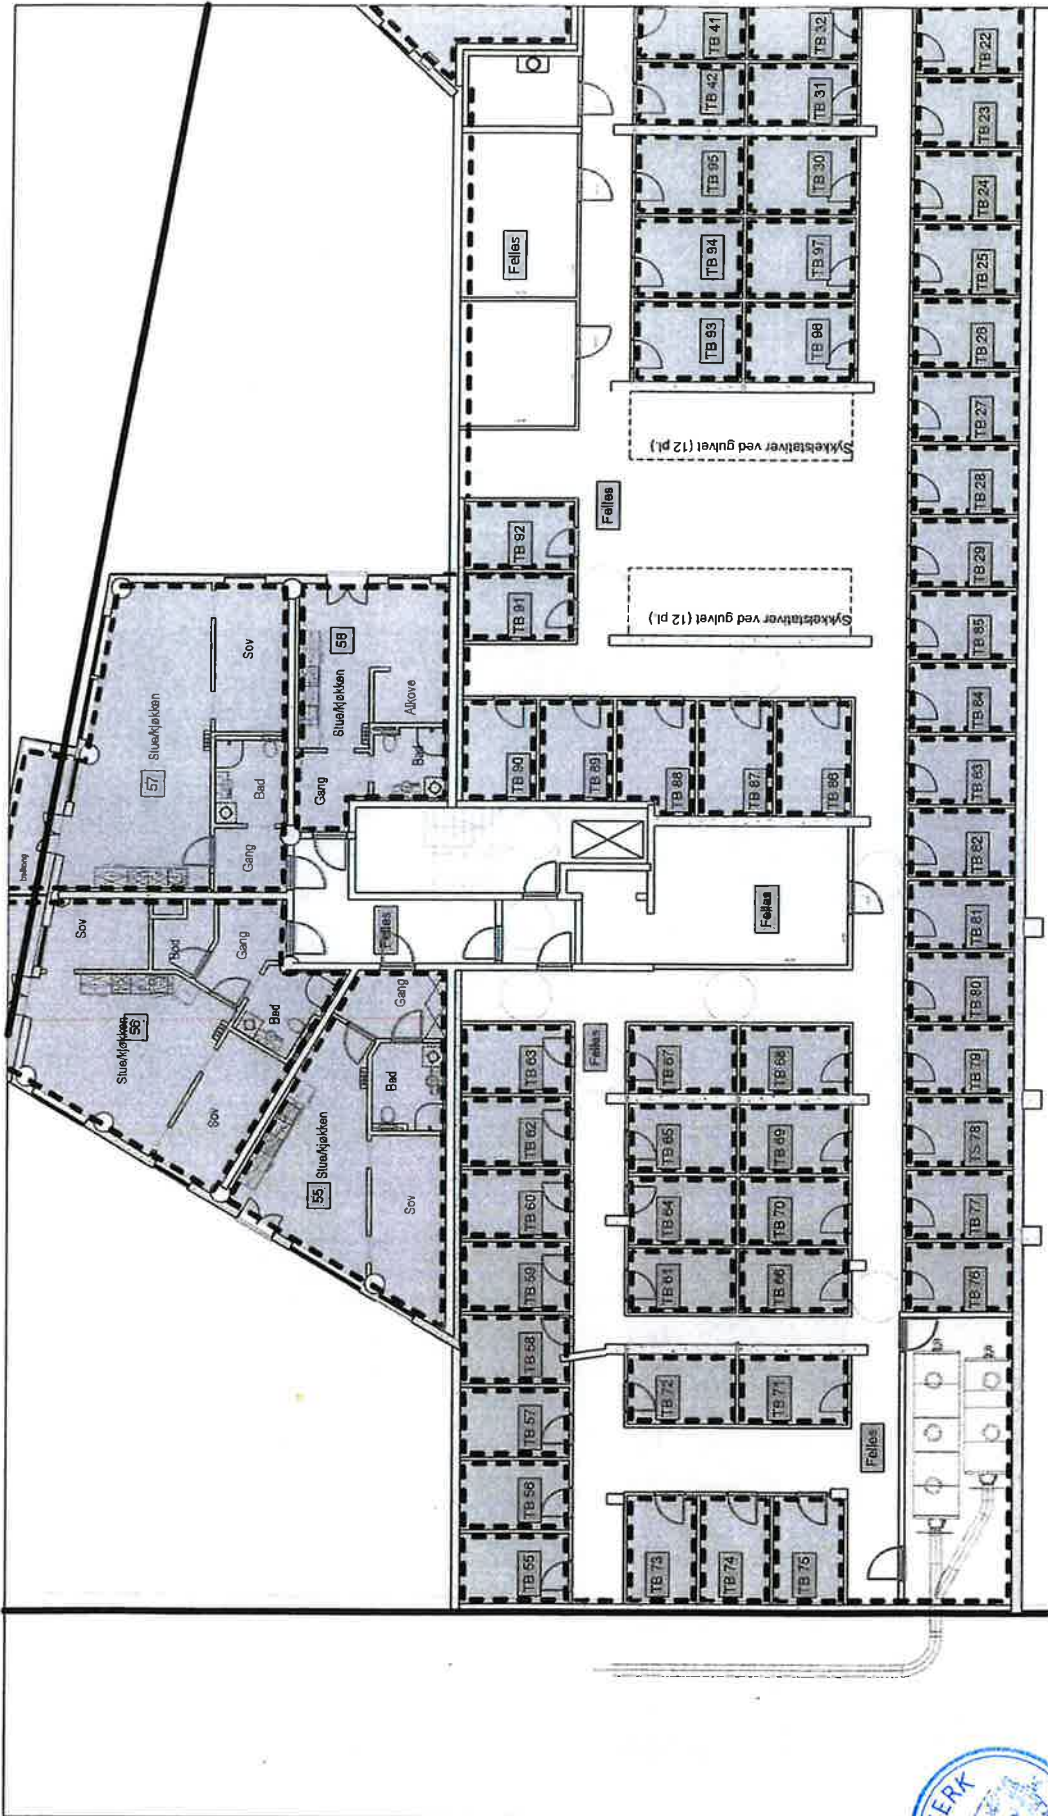 TB 41
TB 32
TB 22
TB 42
TB 31
TB 23
TB 95
TB 30
TB 24
Felles
TB 94
TB 97
TB 25
TB 93
TB 98
TB 26
TB 27
Sykkelstativer ved gulvet (12 pl.)
TB 28
Felles
TB 92
TB 29
TB 91
Sykkelstativer ved gulvet (12 pl.)
TB 85
58
Stue/kjøkken
Sov
Alkove
Gang
Bad
57
Stue/kjøkken
Bad
Gang
balkong
TB 84
TB 90
TB 89
TB 88
TB 87
TB 86
TB 83
TB 82
TB 81
Felles
Felles
Sov
Bod
Gang
Stue/kjøkken
56
Bad
Sov
Gang
Bad
55
Stue/kjøkken
Sov
TB 80
Felles
TB 63
TB 67
TB 68
TB 79
TB 62
TB 65
TB 69
TS 78
TB 60
TB 64
TB 70
TB 77
TB 59
TB 61
TB 66
TB 76
TB 58
TB 72
TB 71
TB 57
Felles
TB 56
TB 55
TB 73
TB 74
TB 75
ERK